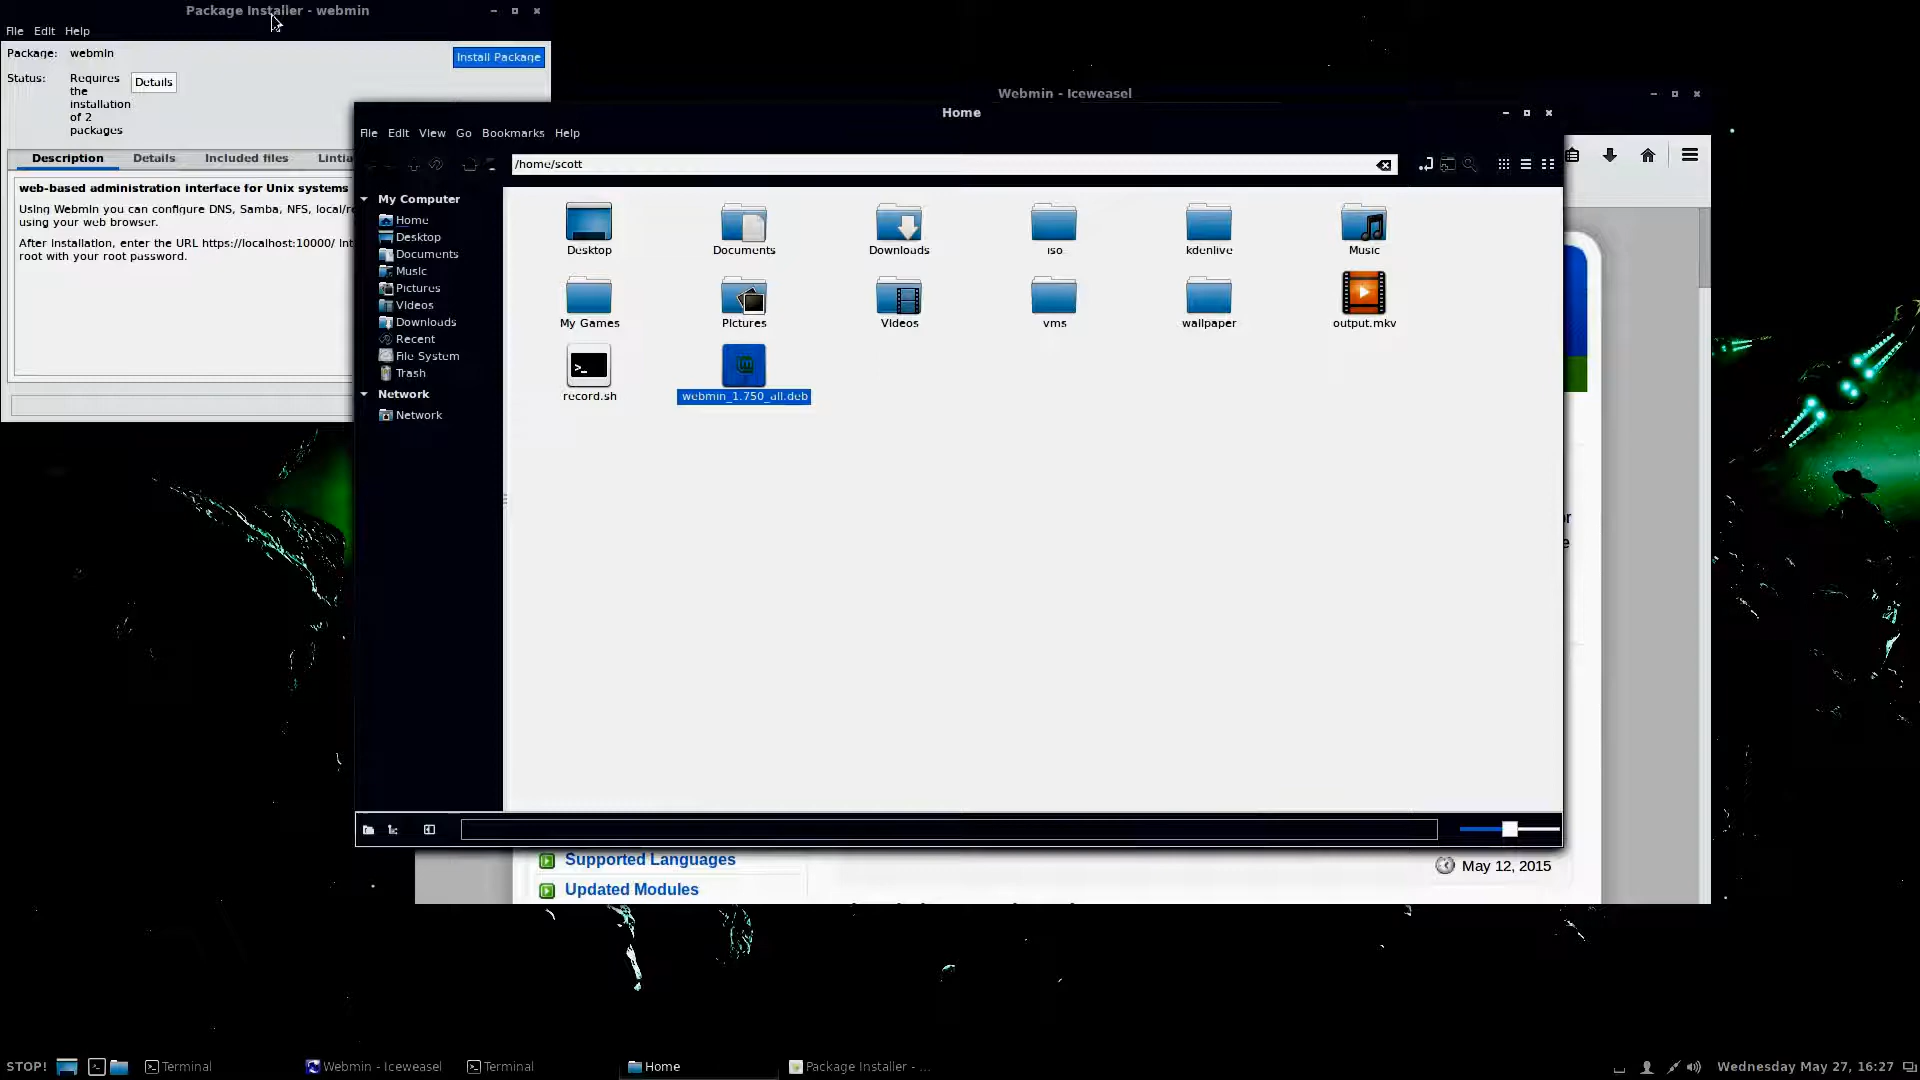 Package Installer - webmin
File Edit Help
Package: webmin
Install Package
Status: Requires the installation of 2 packages
Details
Description Details Included files Lintia
web-based administration interface for Unix systems
Using Webmin you can configure DNS, Samba, NFS, local/re
using your web browser.
After installation, enter the URL https://localhost:10000/ int
root with your root password.
Webmin - Iceweasel
Home
File Edit View Go Bookmarks Help
/home/scott
My Computer
Home
Desktop
Documents
Music
Pictures
Videos
Downloads
Recent
File System
Trash
Network
Network
Desktop Documents Downloads iso kdenlive Music
My Games Pictures Videos vms wallpaper output.mkv
record.sh webmin_1.750_all.deb
Supported Languages
May 12, 2015
Updated Modules
STOP! Terminal Webmin - Iceweasel Terminal Home Package Installer - ... Wednesday May 27, 16:27